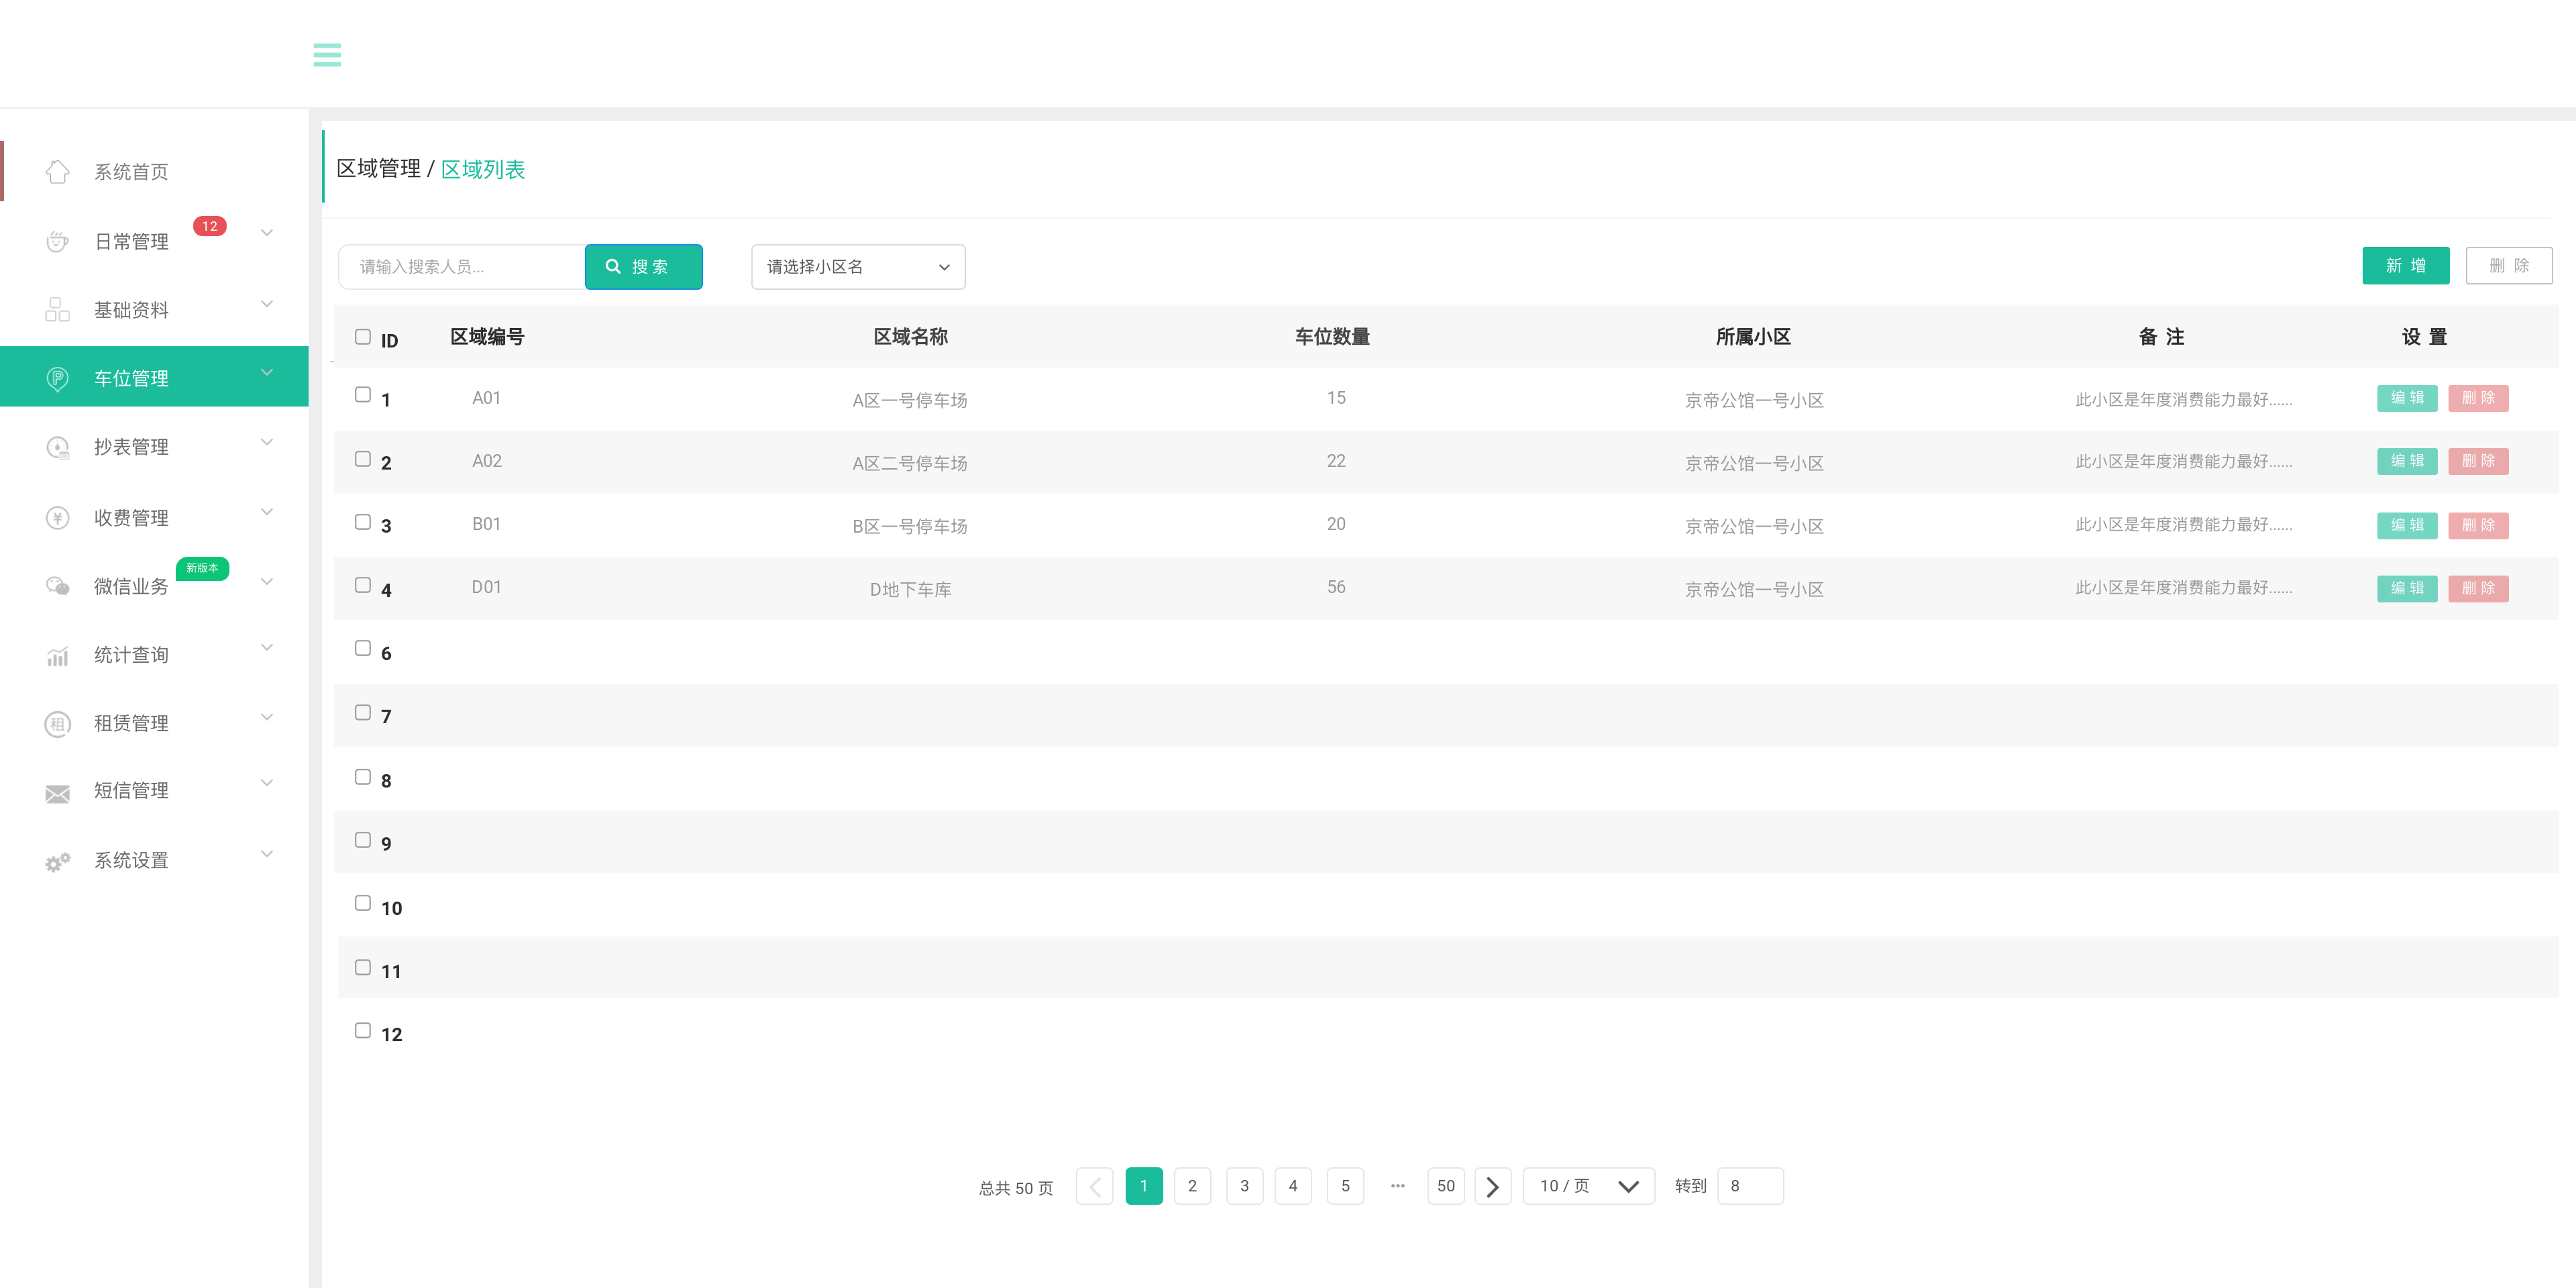 系统首页
日常管理
12
基础资料
车位管理
抄表管理
收费管理
微信业务
新版本
统计查询
租 租赁管理
短信管理
系统设置
区域管理 / 区域列表
请输入搜索人员...
搜 索
请选择小区名
新 增
删 除
ID 区域编号 区域名称 车位数量 所属小区 备 注 设 置
1 A01 A区一号停车场 15 京帝公馆一号小区 此小区是年度消费能力最好...... 编 辑 删 除
2 A02 A区二号停车场 22 京帝公馆一号小区 此小区是年度消费能力最好...... 编 辑 删 除
3 B01 B区一号停车场 20 京帝公馆一号小区 此小区是年度消费能力最好...... 编 辑 删 除
4 D01 D地下车库 56 京帝公馆一号小区 此小区是年度消费能力最好...... 编 辑 删 除
6
7
8
9
10
11
12
总共 50 页 1 2 3 4 5 ··· 50 10 / 页 转到 8